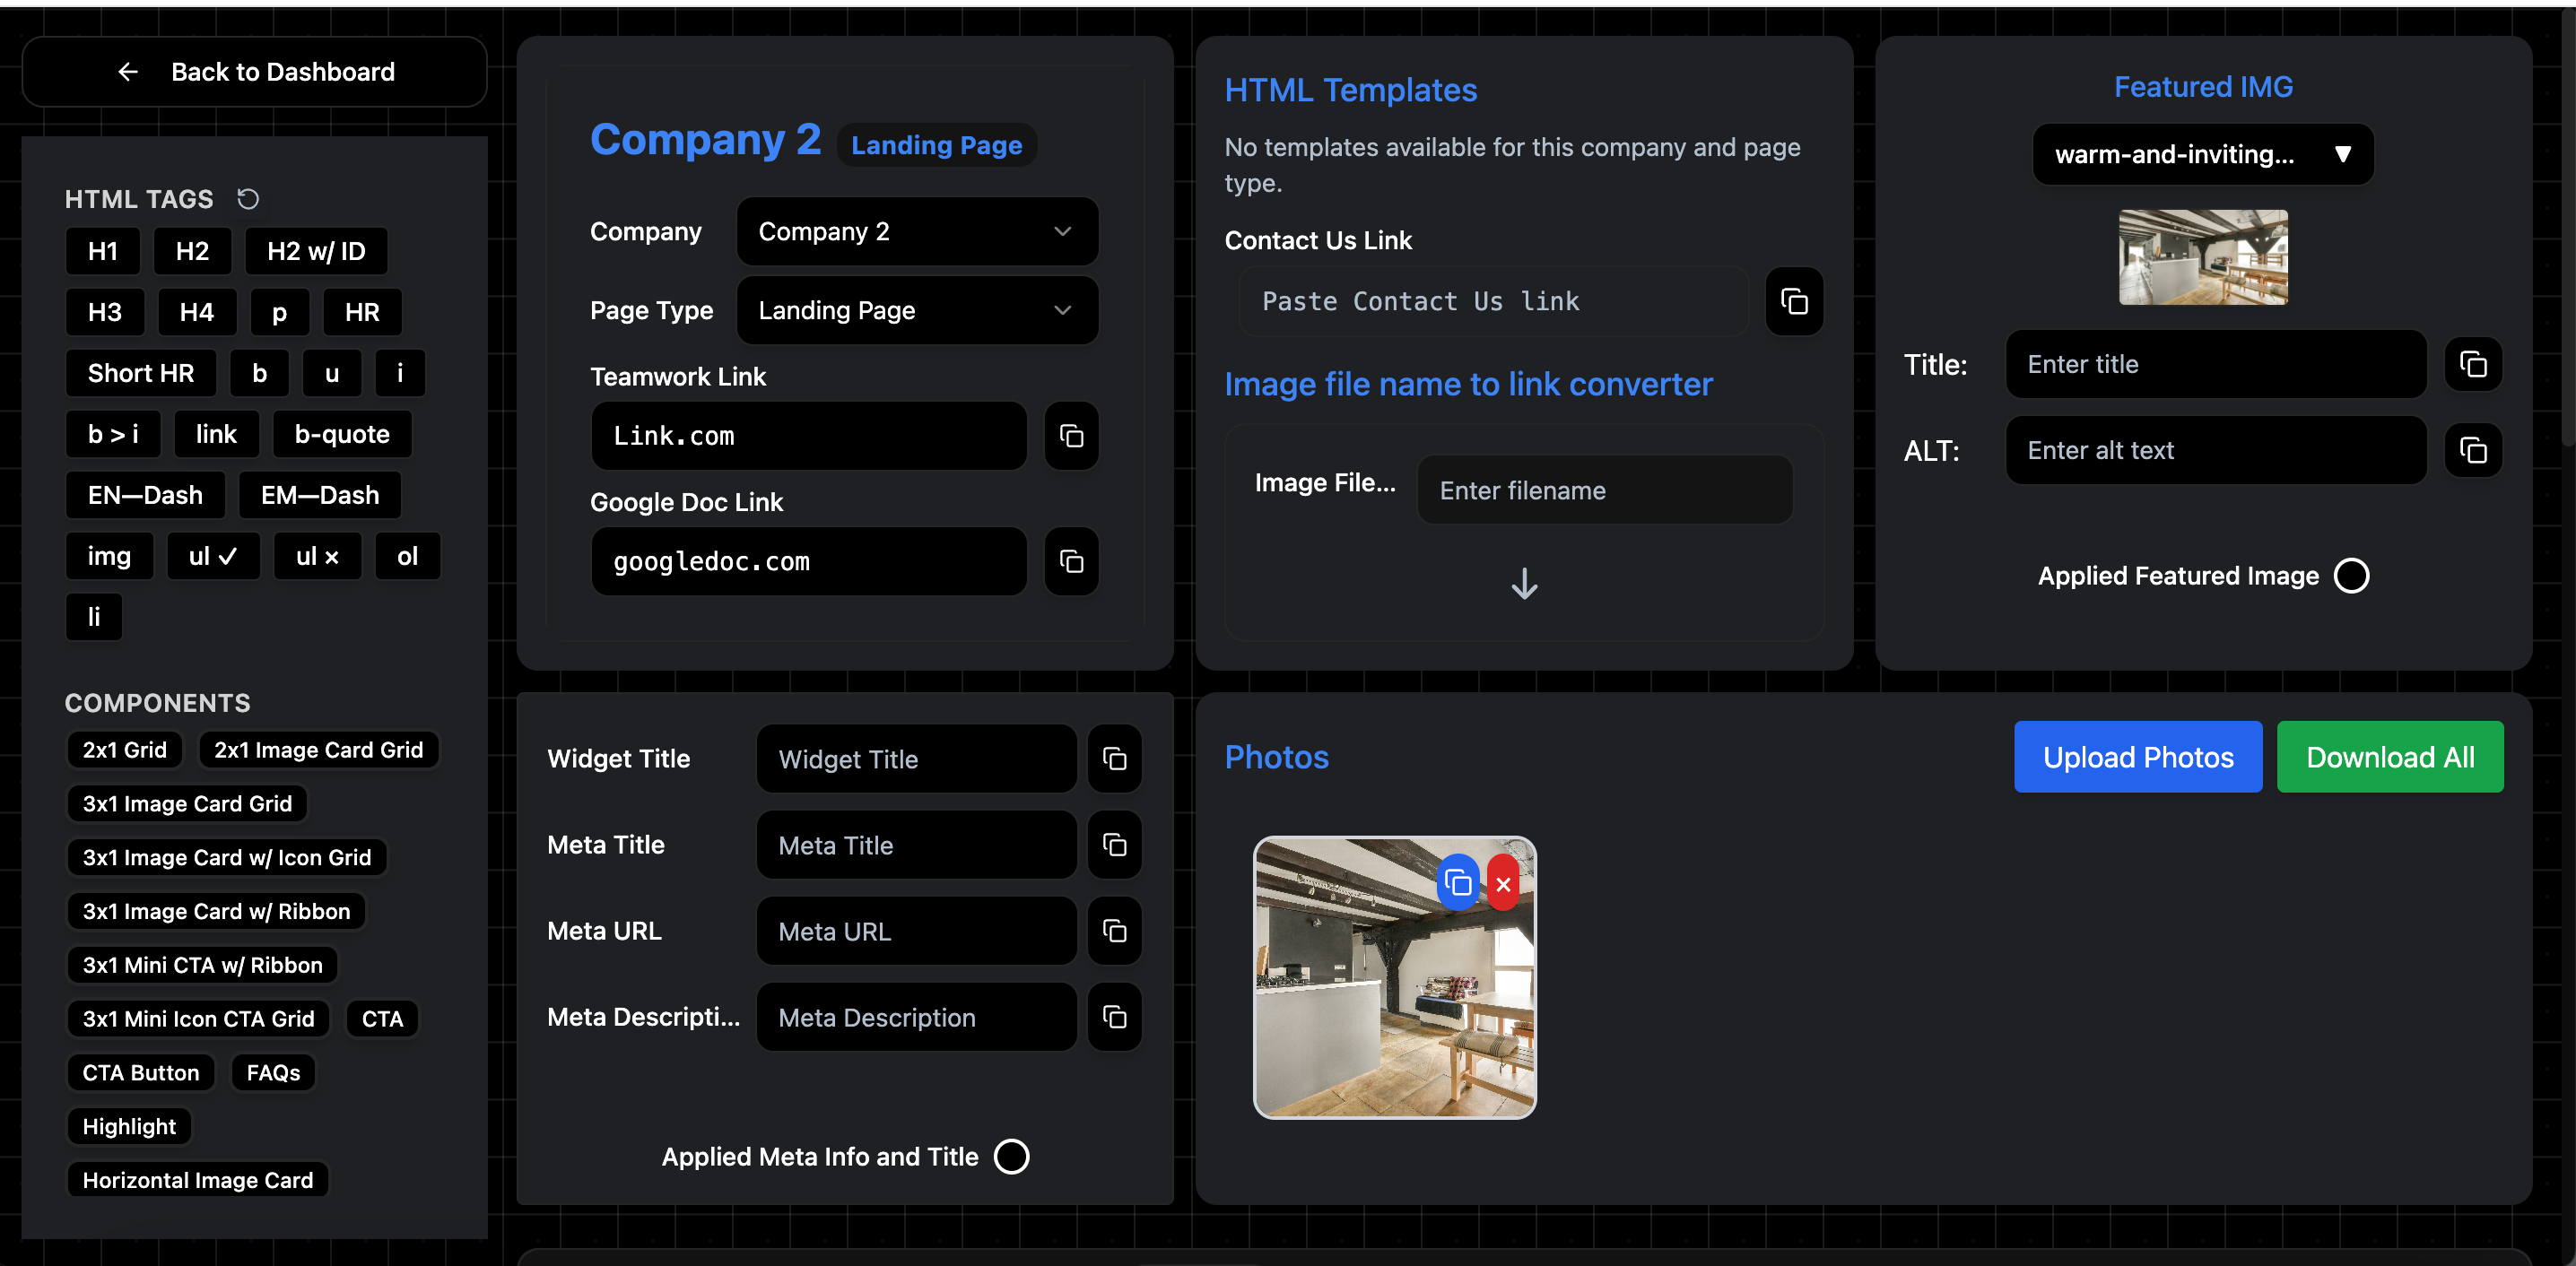 Back to Dashboard
HTML TAGS
H1 H2 H2 w/ ID
H3 H4 p HR
Short HR b u i
b > i link b-quote
EN—Dash EM—Dash
img ul ✓ ul × ol
li
COMPONENTS
2x1 Grid 2x1 Image Card Grid
3x1 Image Card Grid
3x1 Image Card w/ Icon Grid
3x1 Image Card w/ Ribbon
3x1 Mini CTA w/ Ribbon
3x1 Mini Icon CTA Grid CTA
CTA Button FAQs
Highlight
Horizontal Image Card
Company 2 Landing Page
Company Company 2
Page Type Landing Page
Teamwork Link
Link.com
Google Doc Link
googledoc.com
HTML Templates
No templates available for this company and page
type.
Contact Us Link
Paste Contact Us link
Image file name to link converter
Image File... Enter filename
Featured IMG
warm-and-inviting...
Title: Enter title
ALT: Enter alt text
Applied Featured Image
Widget Title Widget Title
Meta Title Meta Title
Meta URL Meta URL
Meta Descripti... Meta Description
Applied Meta Info and Title
Photos Upload Photos Download All